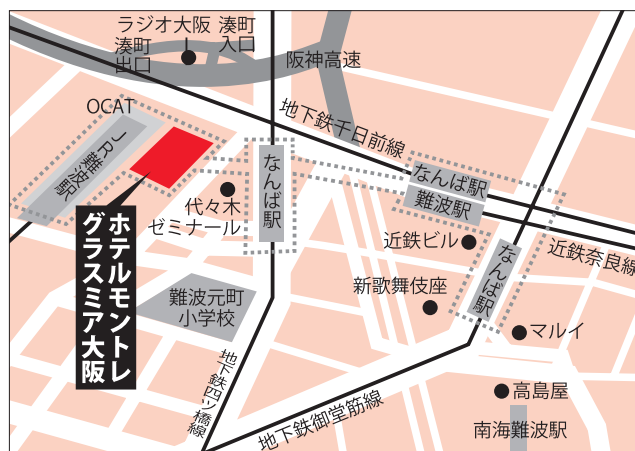 ラジオ大阪
湊町
入口
湊町
出口
阪神高速
OCAT
地下鉄千日前線
JR難波駅
なんば駅
なんば駅
難波駅
代々木
ゼミナール
近鉄ビル
近鉄奈良線
なんば駅
ホテルモントレ
グラスミア大阪
難波元町
小学校
新歌舞伎座
マルイ
地下鉄四ツ橋線
高島屋
地下鉄御堂筋線
南海難波駅